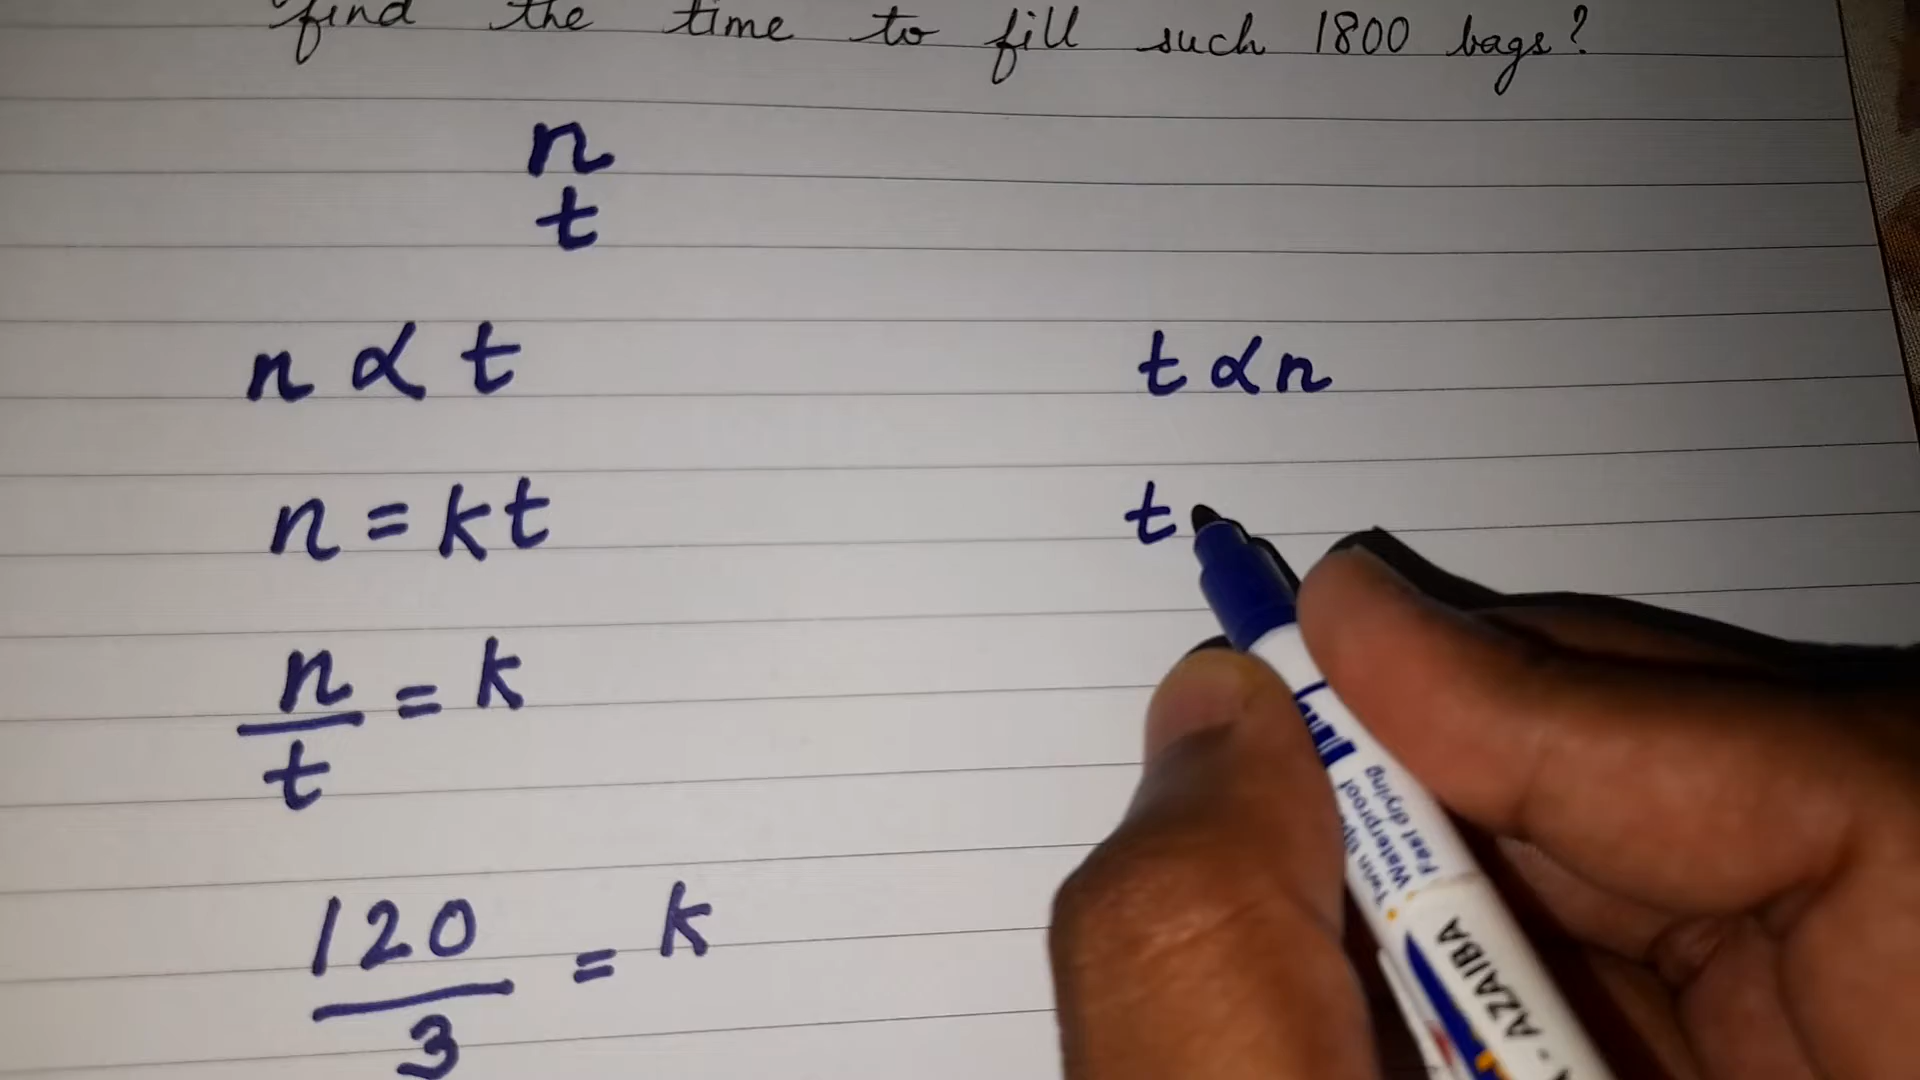 find the time to fill such 1800 bags?
n
t
n ∝ t
t ∝ n
n = kt
t
n/t = k
120/3 = k
Waterproof
Fast drying
AZAIBA